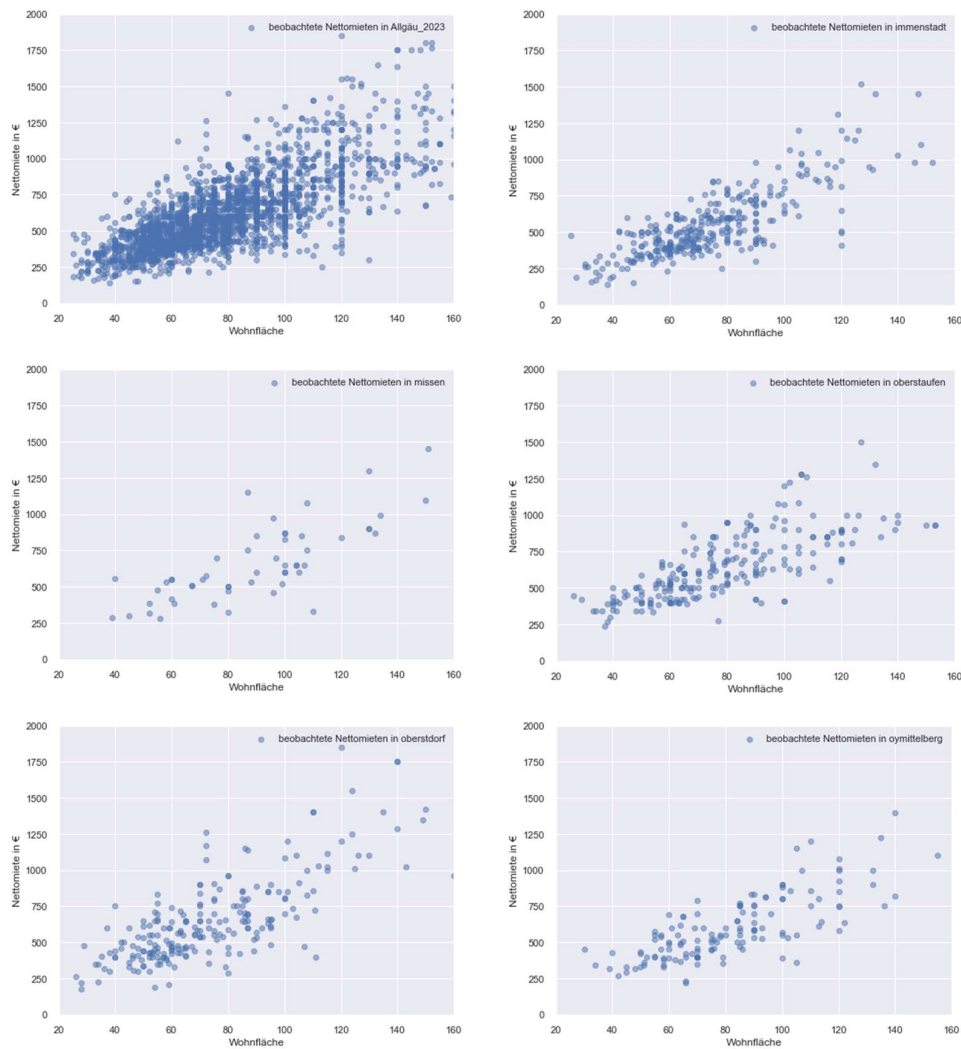 beobachtete Nettomieten in Allgäu_2023
Nettomiete in €
2000
1750
1500
1250
1000
750
500
250
0
20 40 60 80 100 120 140 160
Wohnfläche
beobachtete Nettomieten in immenstadt
Nettomiete in €
2000
1750
1500
1250
1000
750
500
250
0
20 40 60 80 100 120 140 160
Wohnfläche
beobachtete Nettomieten in missen
Nettomiete in €
2000
1750
1500
1250
1000
750
500
250
0
20 40 60 80 100 120 140 160
Wohnfläche
beobachtete Nettomieten in oberstaufen
Nettomiete in €
2000
1750
1500
1250
1000
750
500
250
0
20 40 60 80 100 120 140 160
Wohnfläche
beobachtete Nettomieten in oberstdorf
Nettomiete in €
2000
1750
1500
1250
1000
750
500
250
0
20 40 60 80 100 120 140 160
Wohnfläche
beobachtete Nettomieten in oymittelberg
Nettomiete in €
2000
1750
1500
1250
1000
750
500
250
0
20 40 60 80 100 120 140 160
Wohnfläche